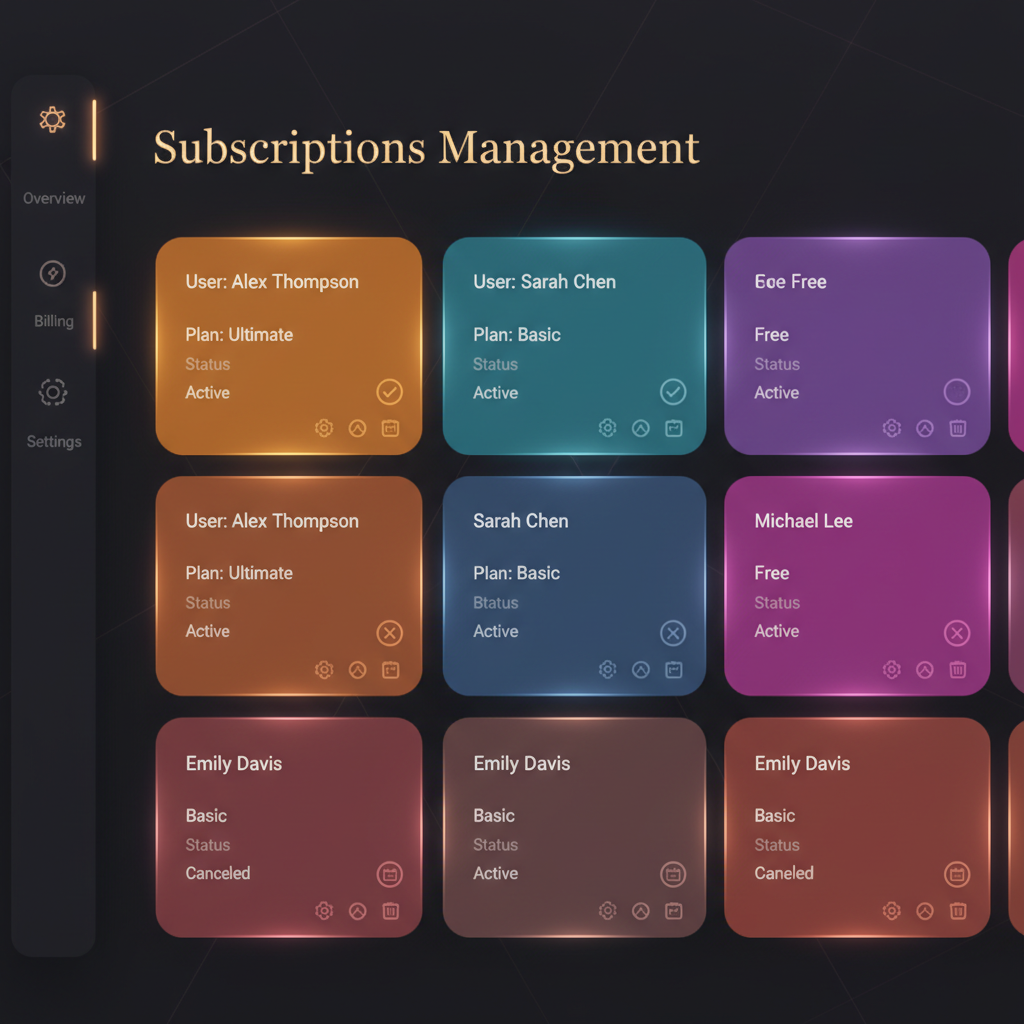 Subscriptions Management
Overview
Billing
Settings
User: Alex Thompson
Plan: Ultimate
Status
Active
User: Sarah Chen
Plan: Basic
Status
Active
Eoe Free
Free
Status
Active
User: Alex Thompson
Plan: Ultimate
Status
Active
Sarah Chen
Plan: Basic
Btatus
Active
Michael Lee
Free
Status
Active
Emily Davis
Basic
Status
Canceled
Emily Davis
Basic
Status
Active
Emily Davis
Basic
Status
Caneled